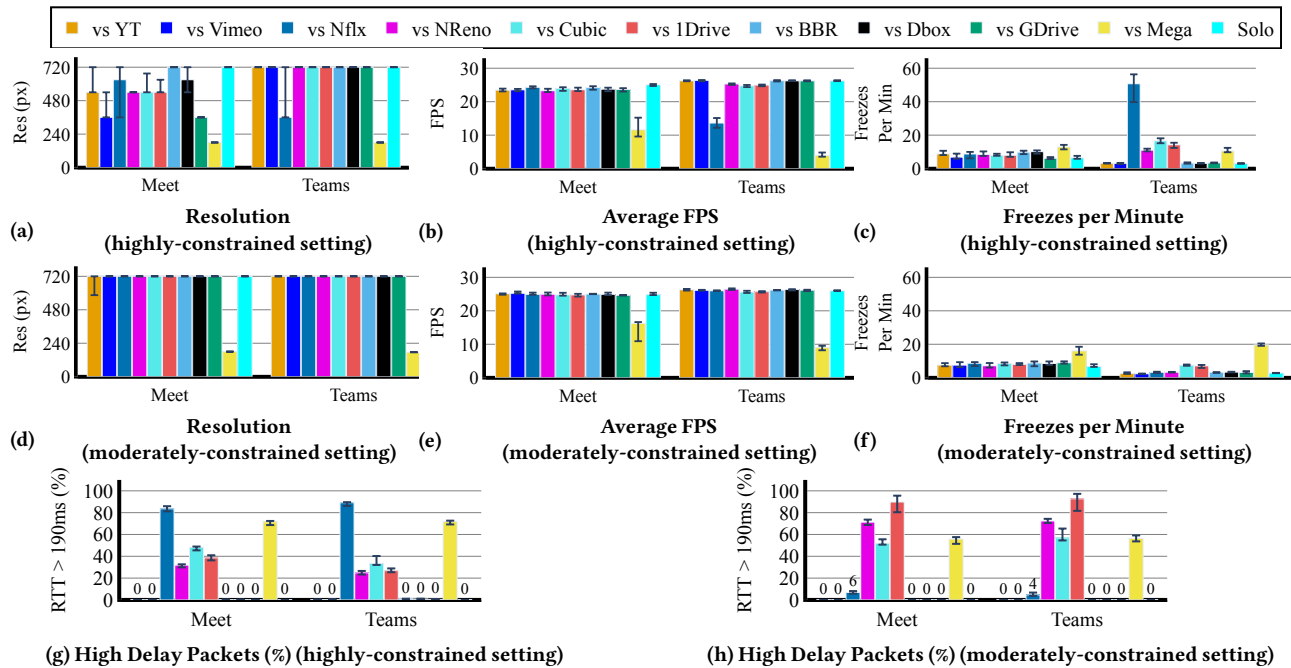 vs YT vs Vimeo vs Nflx vs NReno vs Cubic vs 1Drive vs BBR vs Dbox vs GDrive vs Mega Solo
Res (px)
720
480
240
0
Meet Teams
(a) Resolution
(highly-constrained setting)
FPS
30
20
10
0
Meet Teams
(b) Average FPS
(highly-constrained setting)
Freezes
Per Min
60
40
20
0
Meet Teams
(c) Freezes per Minute
(highly-constrained setting)
Res (px)
720
480
240
0
Meet Teams
(d) Resolution
(moderately-constrained setting)
FPS
30
20
10
0
Meet Teams
(e) Average FPS
(moderately-constrained setting)
Freezes
Per Min
60
40
20
0
Meet Teams
(f) Freezes per Minute
(moderately-constrained setting)
RTT > 190ms (%)
100
80
60
40
20
0
0 0 0 0 0 0 0 0 0 0 0 0
Meet Teams
(g) High Delay Packets (%) (highly-constrained setting)
RTT > 190ms (%)
100
80
60
40
20
0
0 0 6 0 0 0 0 0 0 4 0 0 0 0
Meet Teams
(h) High Delay Packets (%) (moderately-constrained setting)